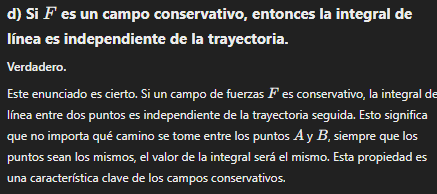 d) Si F es un campo conservativo, entonces la integral de
línea es independiente de la trayectoria.
Verdadero.
Este enunciado es cierto. Si un campo de fuerzas F es conservativo, la integral de
línea entre dos puntos es independiente de la trayectoria seguida. Esto significa
que no importa qué camino se tome entre los puntos A y B, siempre que los
puntos sean los mismos, el valor de la integral será el mismo. Esta propiedad es
una característica clave de los campos conservativos.